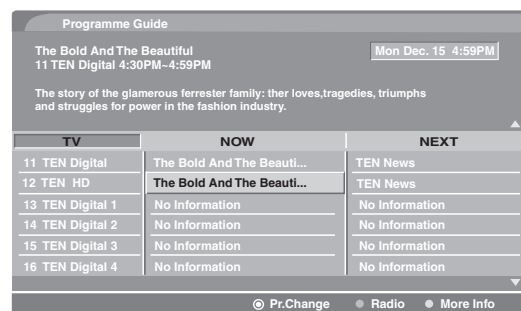 Programme Guide
The Bold And The Beautiful
Mon Dec. 15 4:59PM
11 TEN Digital 4:30PM~4:59PM
The story of the glamerous ferrester family: ther loves,tragedies, triumphs
and struggles for power in the fashion industry.
TV NOW NEXT
11 TEN Digital The Bold And The Beauti... TEN News
12 TEN HD The Bold And The Beauti... TEN News
13 TEN Digital 1 No Information No Information
14 TEN Digital 2 No Information No Information
15 TEN Digital 3 No Information No Information
16 TEN Digital 4 No Information No Information
Pr.Change Radio More Info